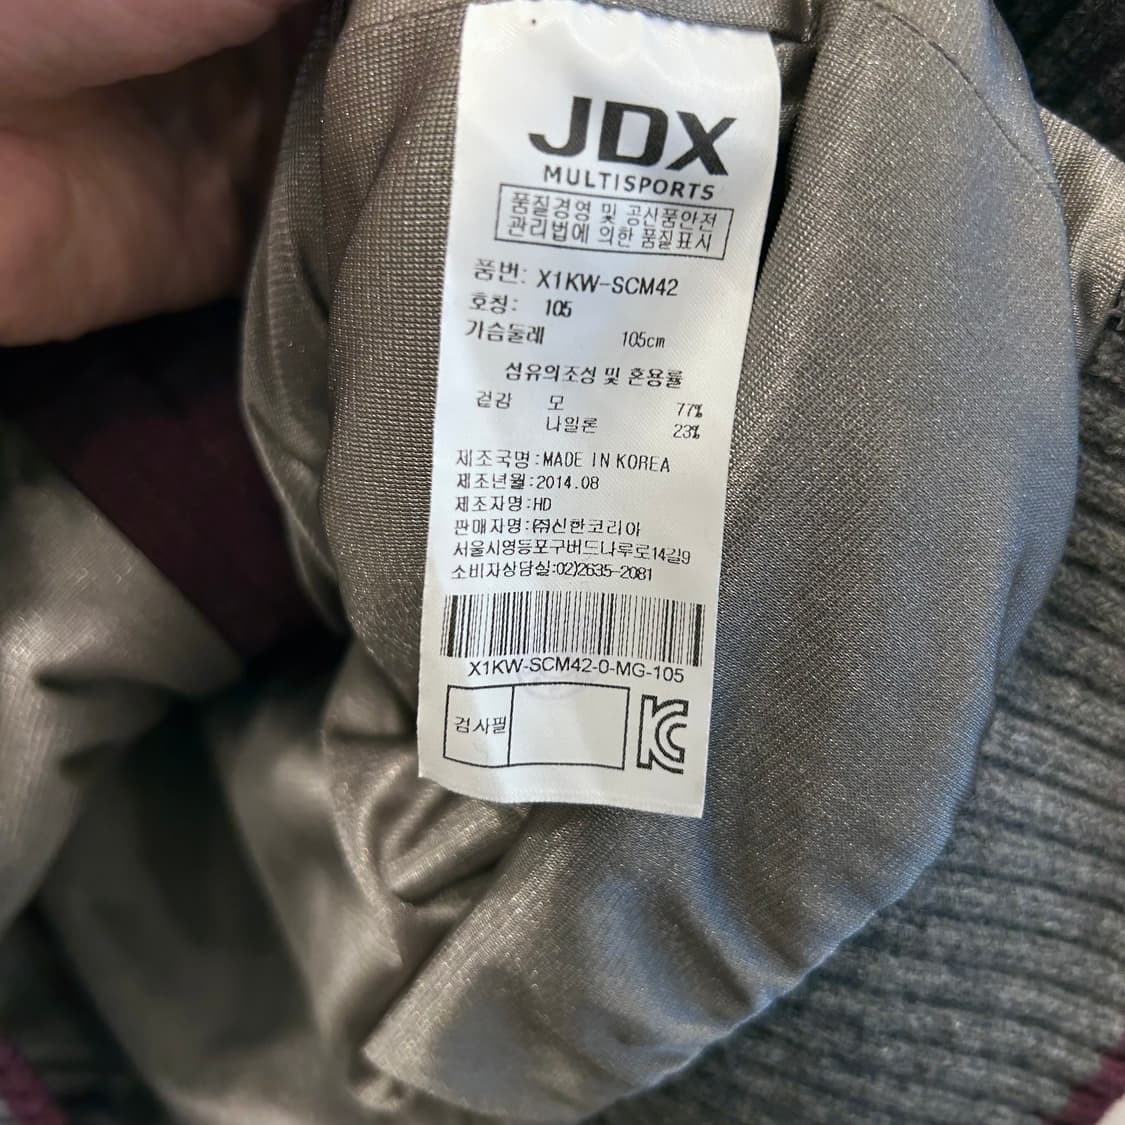 JDX
MULTISPORTS
품질경영 및 공산품안전
관리법에 의한 품질표시
품번: X1KW-SCM42
호칭: 105
가슴둘레 105cm
섬유의조성 및 혼용률
겉감 모 77%
나일론 23%
제조국명:MADE IN KOREA
제조년월:2014.08
제조자명:HD
판매자명:㈜신한코리아
서울시영등포구버드나루로14길9
소비자상담실:02)2635-2081
X1KW-SCM42-0-MG-105
검사필
KC